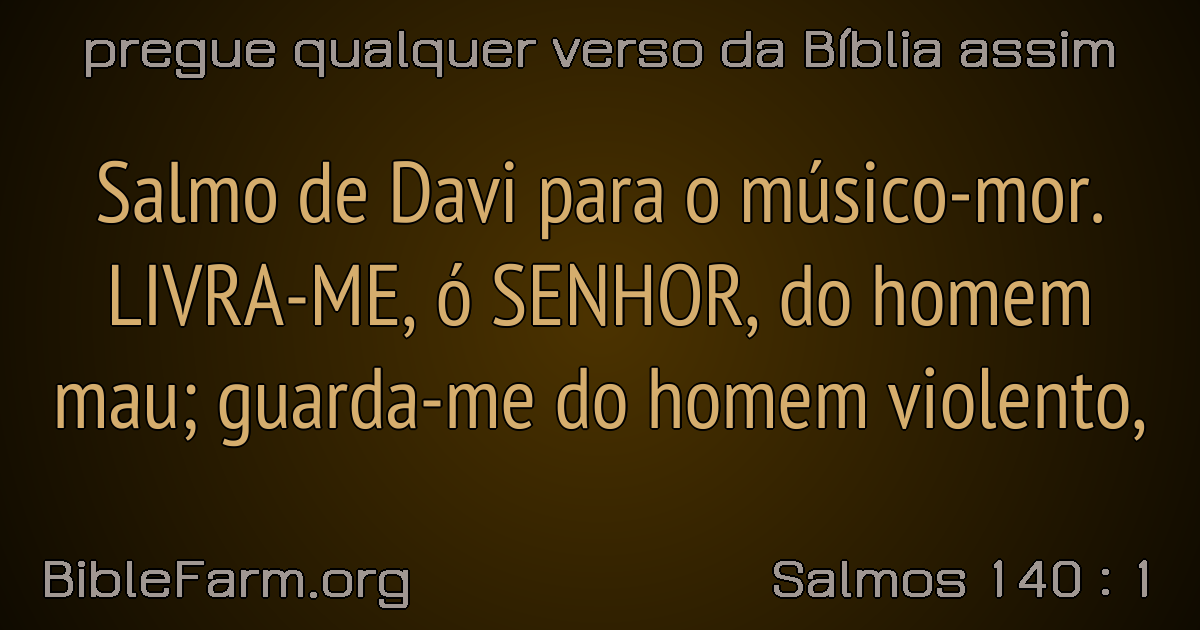 pregue qualquer verso da Bíblia assim
Salmo de Davi para o músico-mor.
LIVRA-ME, ó SENHOR, do homem
mau; guarda-me do homem violento,
BibleFarm.org
Salmos 140 : 1